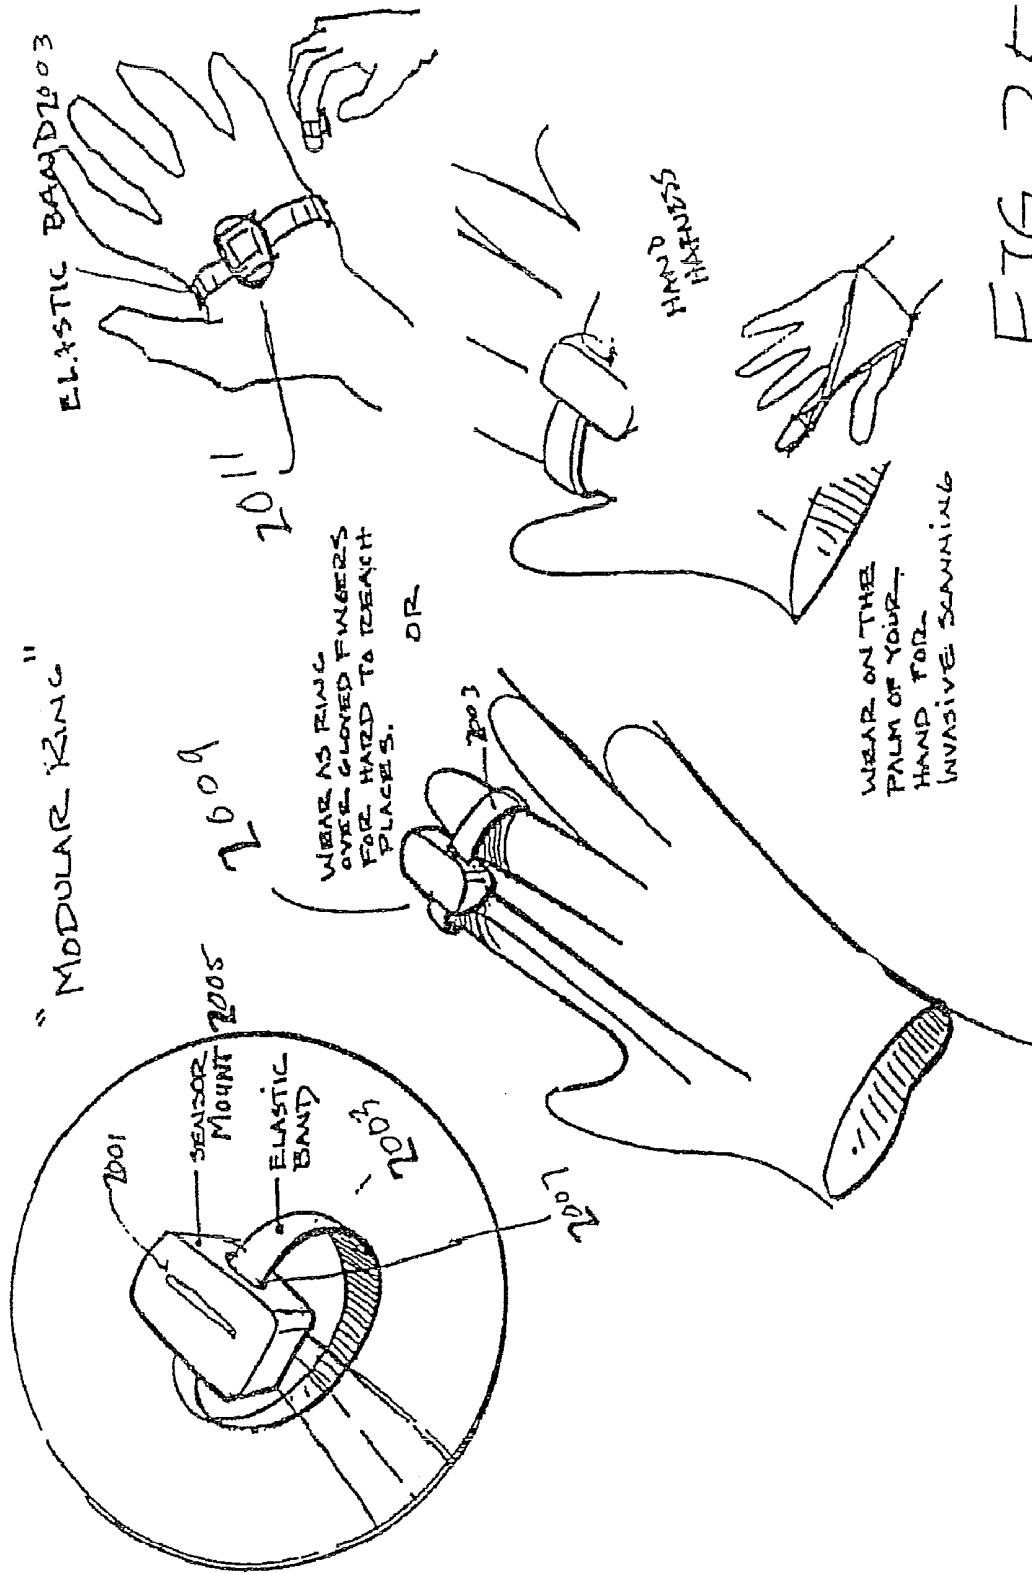 "MODULAR RING"
2001
SENSOR
MOUNT 2005
ELASTIC
BAND
2003
2007
2009
WEAR AS RING
OVER GLOVED FINGERS
FOR HARD TO REACH
PLACES.
OR
2003
2011
ELASTIC BAND 2003
HAND
HARNESS
WEAR ON THE
PALM OF YOUR
HAND FOR
INVASIVE SCANNING
FIG